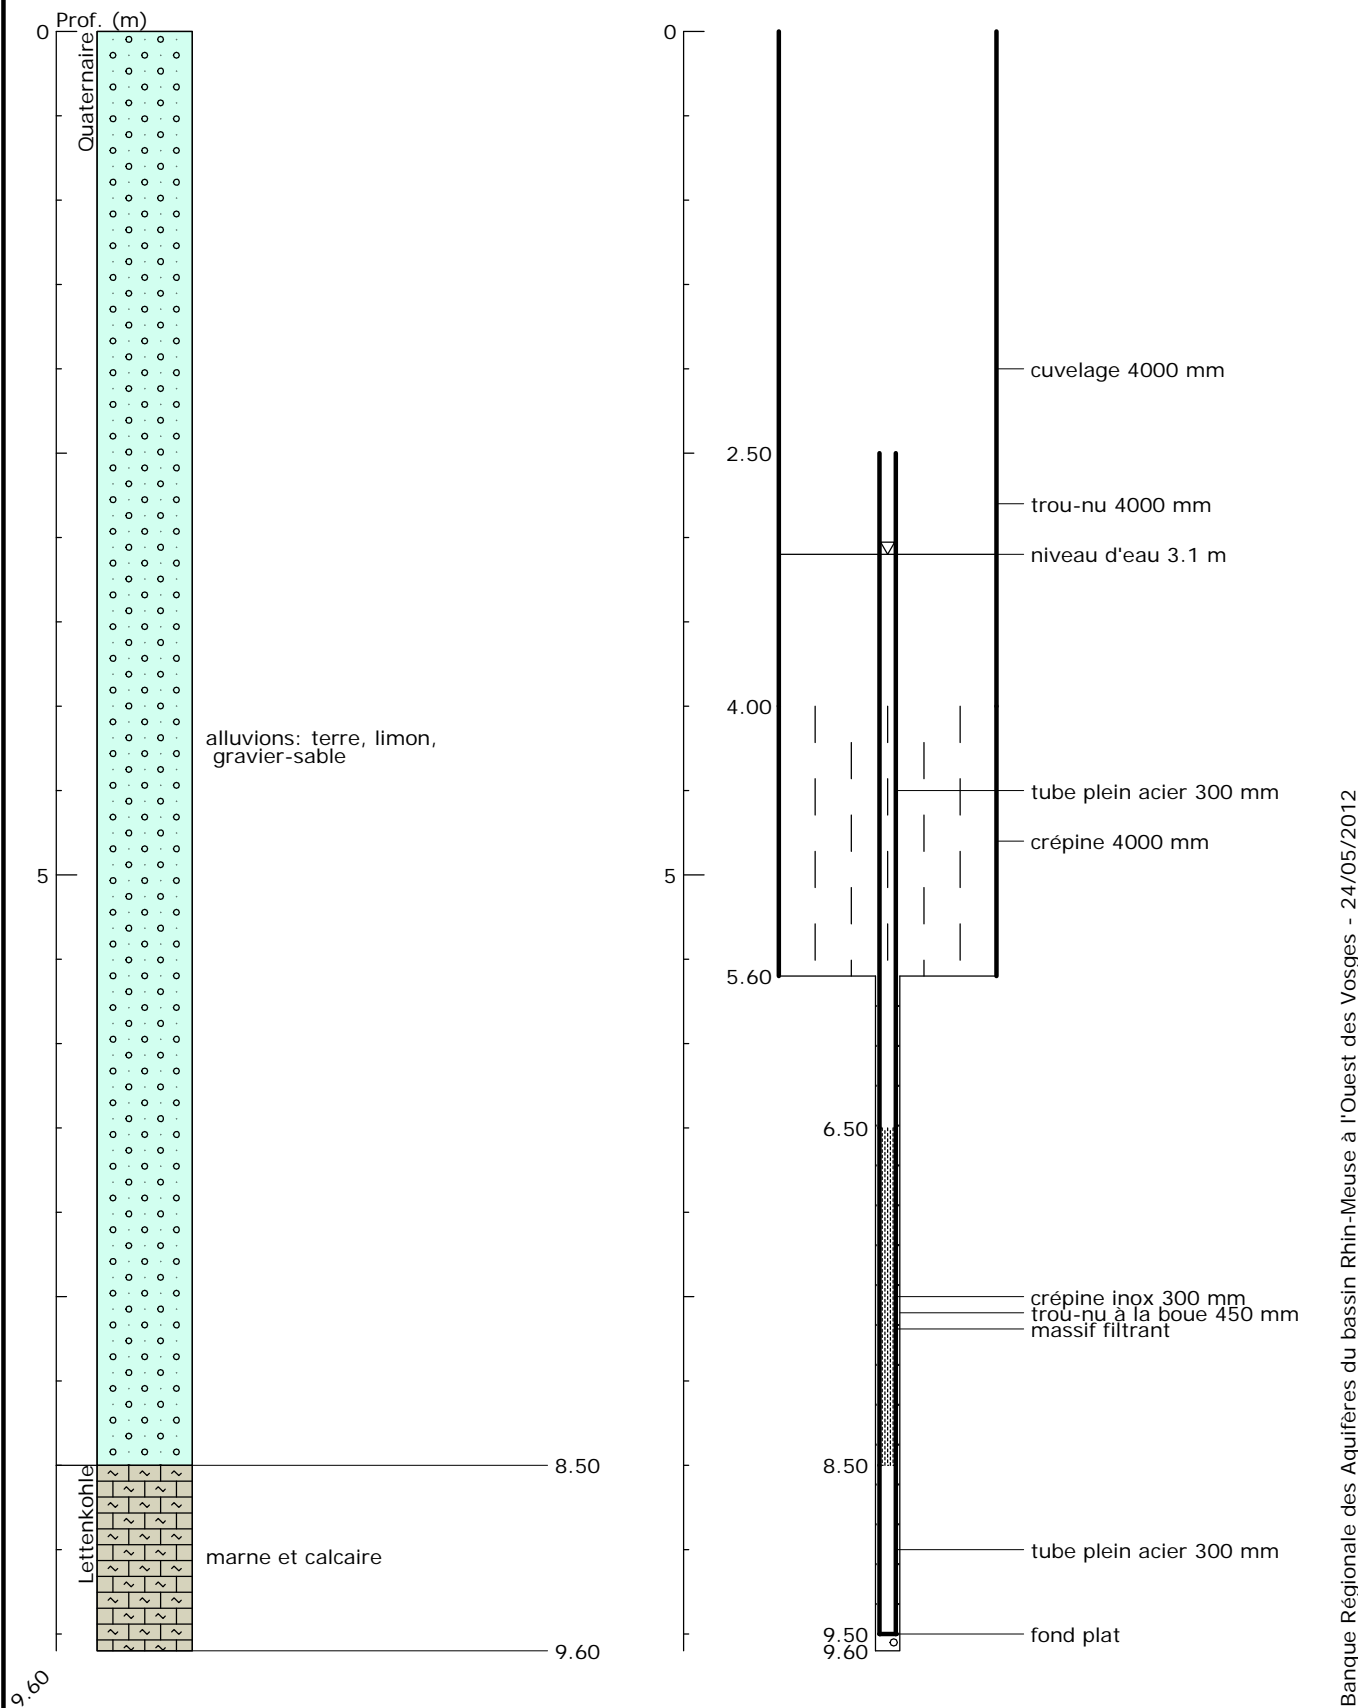 Prof. (m)
0
Quaternaire
alluvions: terre, limon,
gravier-sable
5
8.50
Lettenkohle
marne et calcaire
9.60
9.60
0
cuvelage 4000 mm
2.50
trou-nu 4000 mm
niveau d'eau 3.1 m
4.00
tube plein acier 300 mm
crépine 4000 mm
5
5.60
6.50
crépine inox 300 mm
trou-nu à la boue 450 mm
massif filtrant
8.50
tube plein acier 300 mm
9.50
fond plat
9.60
Banque Régionale des Aquifères du bassin Rhin-Meuse à l'Ouest des Vosges - 24/05/2012